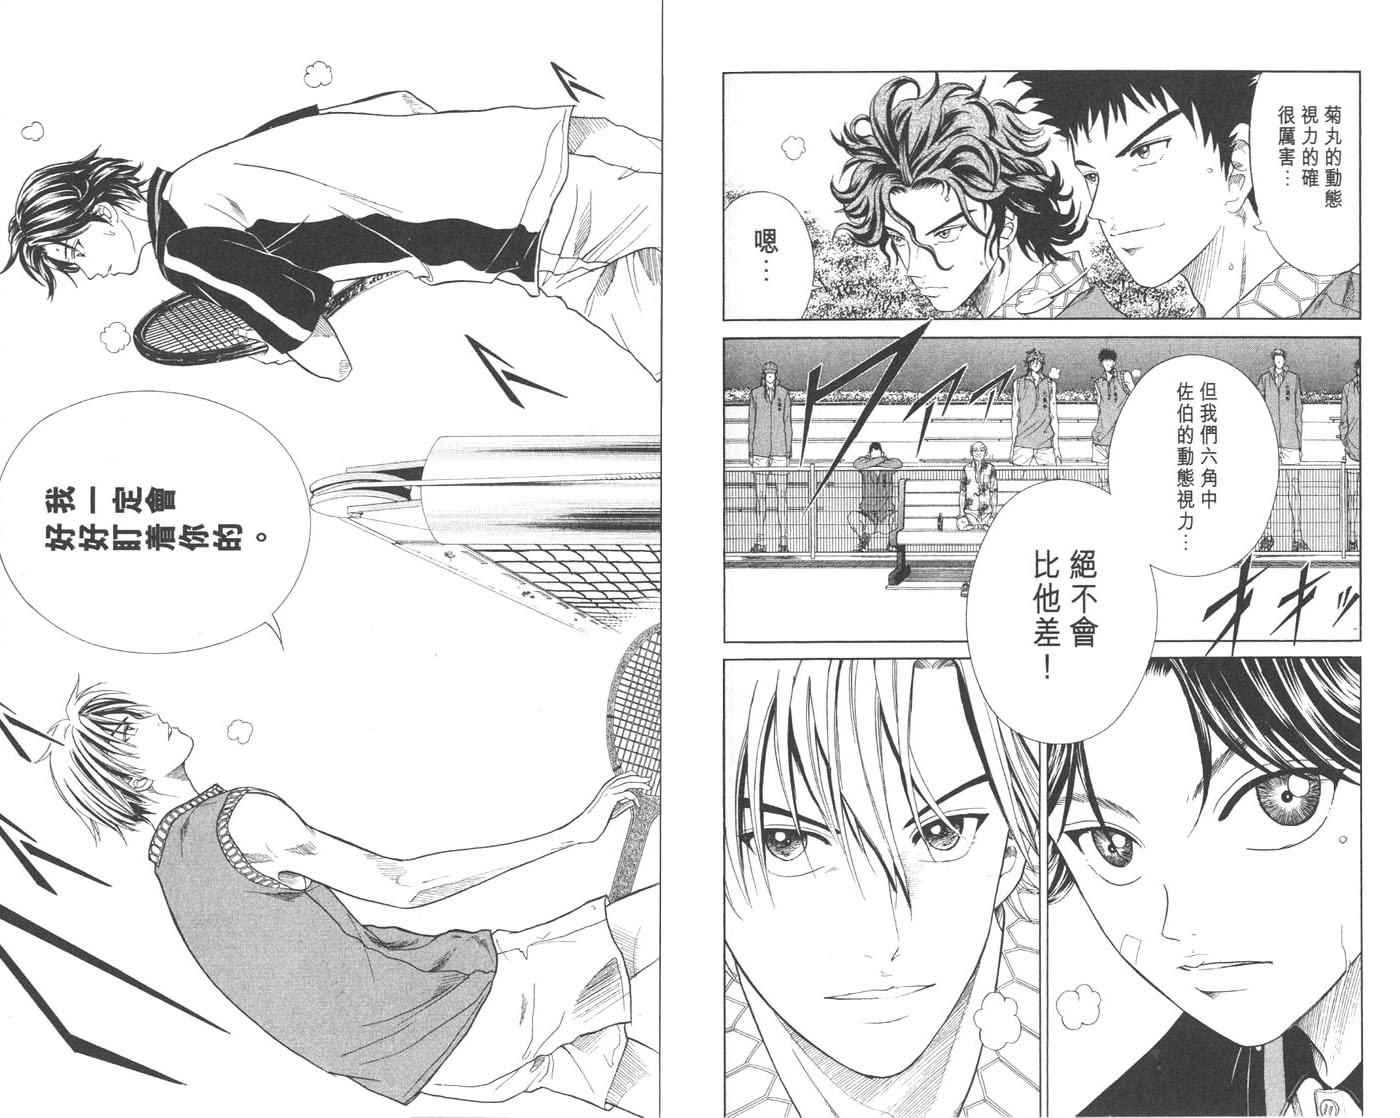 菊丸的動態
視力的確
很厲害…
嗯…
但我們六角中
佐伯的動態視力…
絕不會
比他差！
我一定會
好好盯着你的。